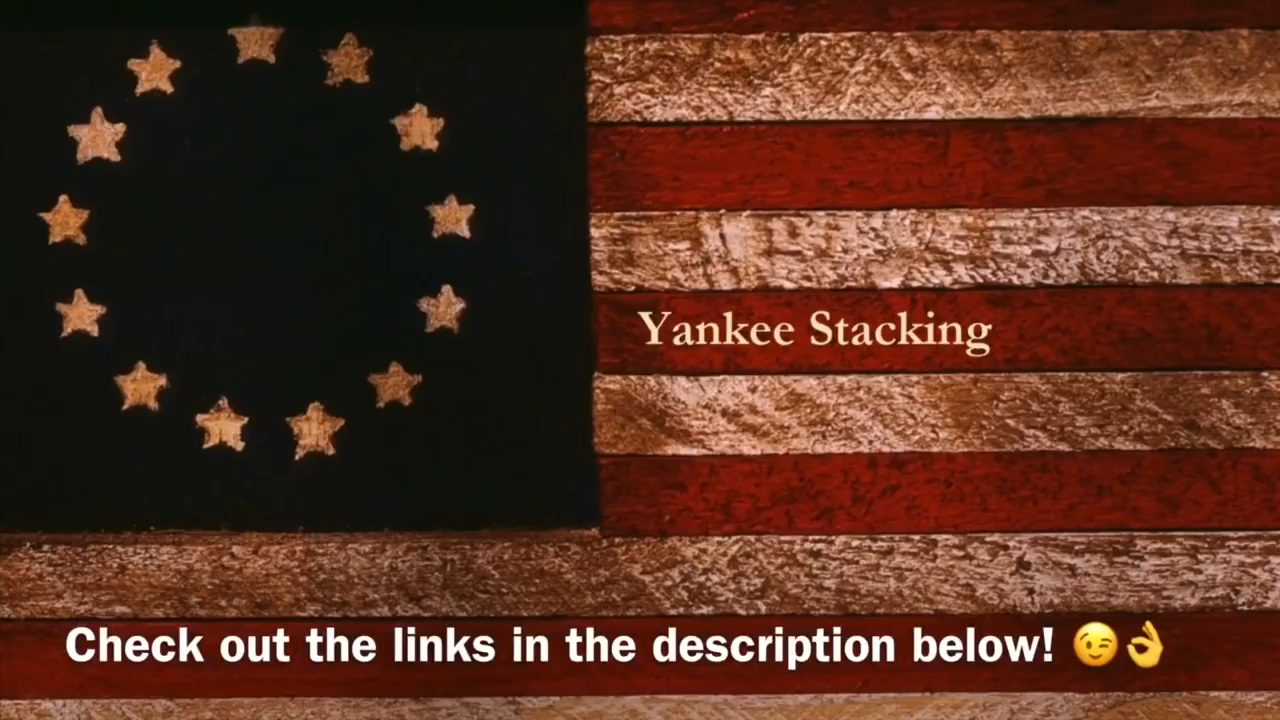 Yankee Stacking
Check out the links in the description below! 😉👌